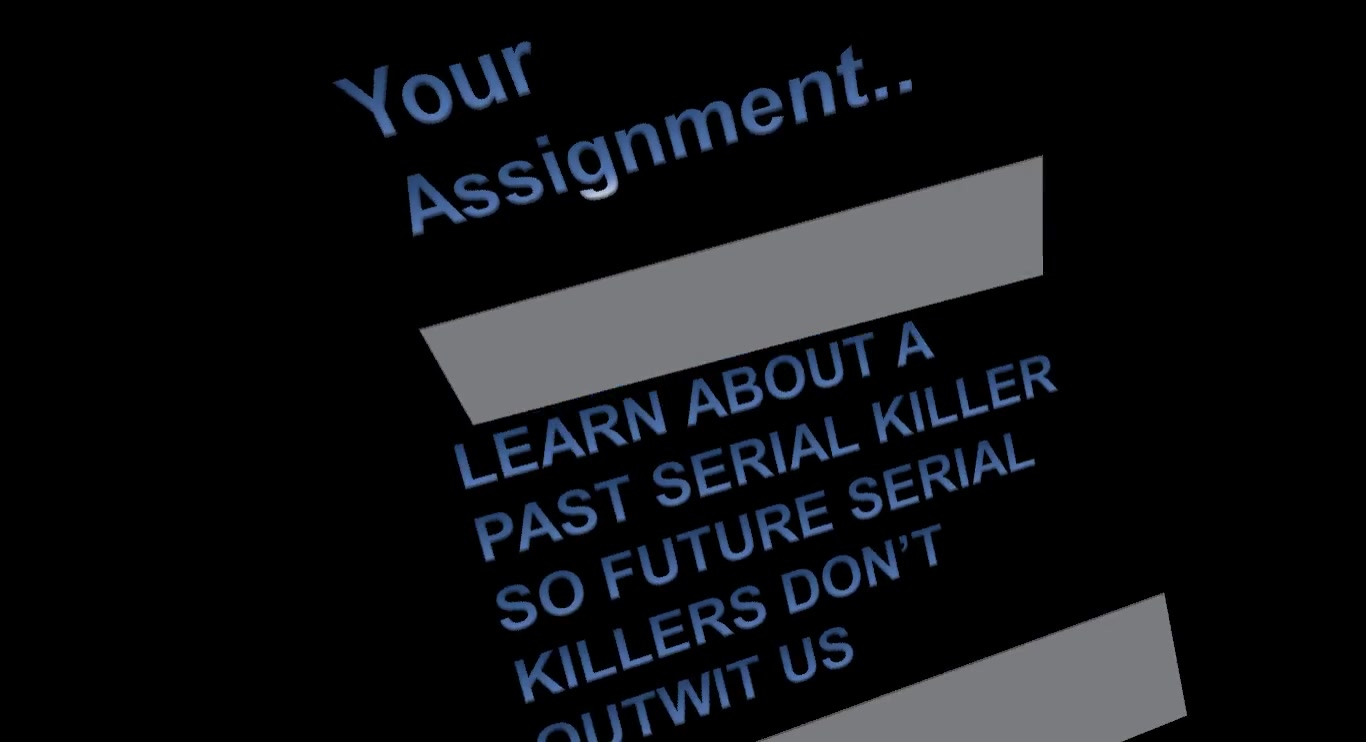 Your
Assignment..
LEARN ABOUT A
PAST SERIAL KILLER
SO FUTURE SERIAL
KILLERS DON’T
OUTWIT US